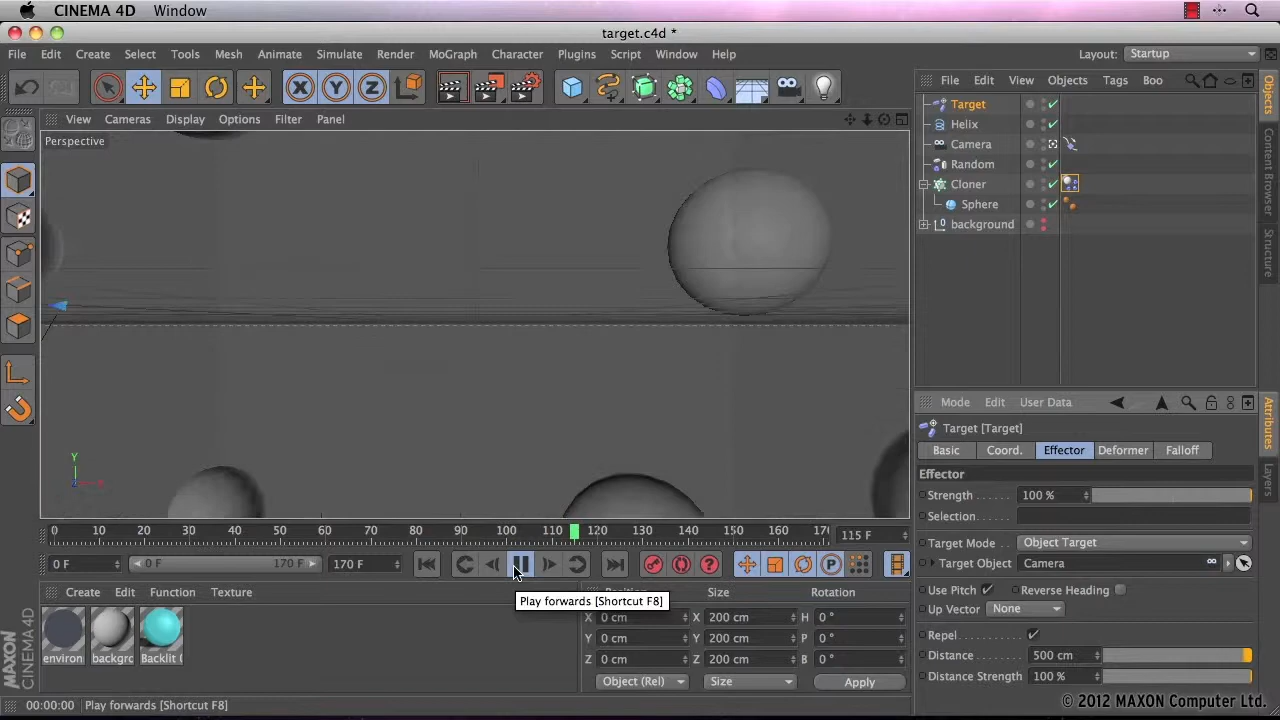 CINEMA 4D Window
target.c4d *
File Edit Create Select Tools Mesh Animate Simulate Render MoGraph Character Plugins Script Window Help Layout: Startup
File Edit View Objects Tags Boo
View Cameras Display Options Filter Panel
Perspective
Target
Helix
Camera
Random
Cloner
Sphere
background
Objects
Content Browser
Structure
Y
Mode Edit User Data
Target [Target]
Basic Coord. Effector Deformer Falloff
Effector
Strength 100 %
Selection
Target Mode Object Target
Target Object Camera
Use Pitch Reverse Heading
Up Vector None
Repel
Distance 500 cm
Distance Strength 100 %
Attributes
Layers
0 10 20 30 40 50 60 70 80 90 100 110 120 130 140 150 160 17 115 F
0 F 0 F 170 F 170 F
Play forwards [Shortcut F8]
Create Edit Function Texture
Size Rotation
X 0 cm X 200 cm H 0 °
Y 0 cm Y 200 cm P 0 °
Z 0 cm Z 200 cm B 0 °
Object (Rel) Size Apply
environ backgrc Backlit (
MAXON
CINEMA 4D
00:00:00 Play forwards [Shortcut F8]
© 2012 MAXON Computer Ltd.